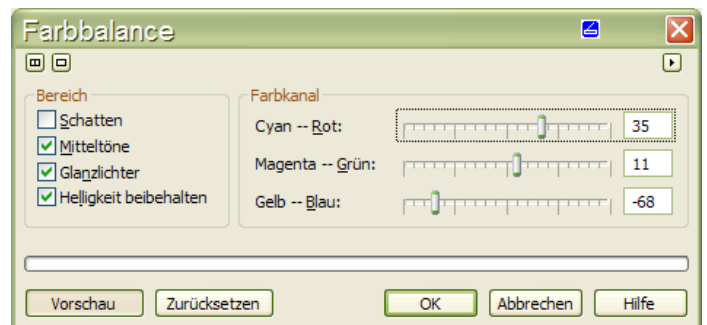 Farbbalance
Bereich
Schatten
Mitteltöne
Glanzlichter
Helligkeit beibehalten
Farbkanal
Cyan -- Rot: 35
Magenta -- Grün: 11
Gelb -- Blau: -68
Vorschau Zurücksetzen OK Abbrechen Hilfe